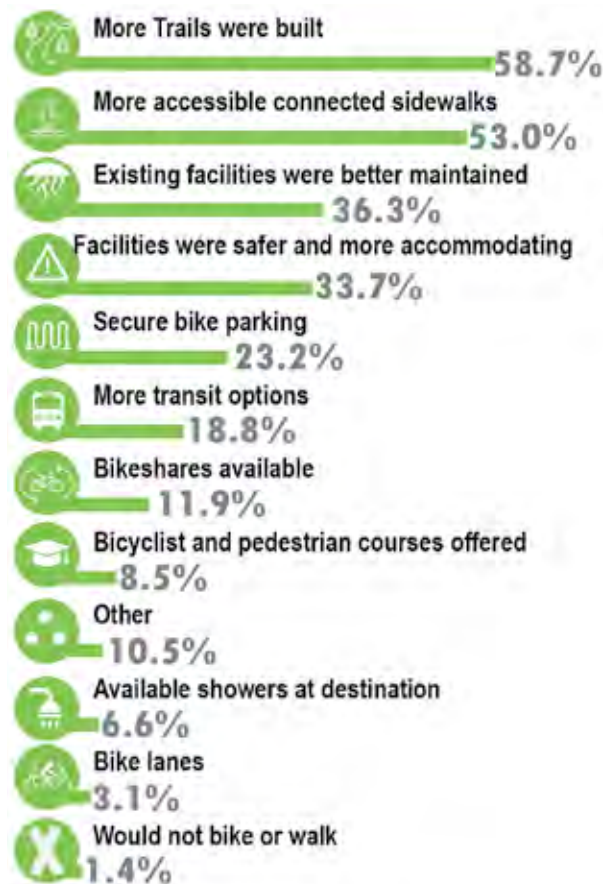 More Trails were built
58.7%
More accessible connected sidewalks
53.0%
Existing facilities were better maintained
36.3%
Facilities were safer and more accommodating
33.7%
Secure bike parking
23.2%
More transit options
18.8%
Bikeshares available
11.9%
Bicyclist and pedestrian courses offered
8.5%
Other
10.5%
Available showers at destination
6.6%
Bike lanes
3.1%
Would not bike or walk
1.4%